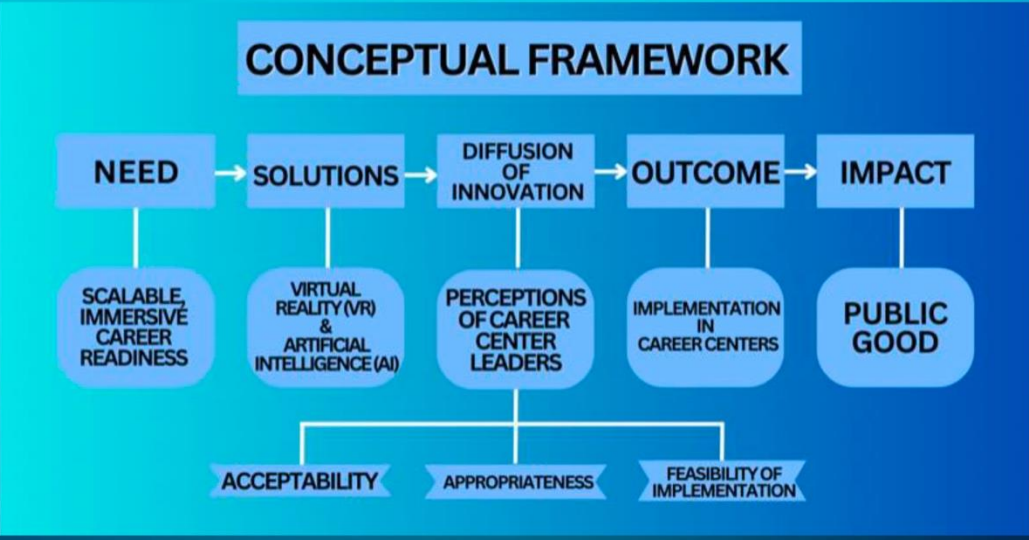 CONCEPTUAL FRAMEWORK
NEED
SOLUTIONS
DIFFUSION
OF
INNOVATION
OUTCOME
IMPACT
SCALABLE,
IMMERSIVE
CAREER
READINESS
VIRTUAL
REALITY (VR)
&
ARTIFICIAL
INTELLIGENCE (AI)
PERCEPTIONS
OF CAREER
CENTER
LEADERS
IMPLEMENTATION
IN
CAREER CENTERS
PUBLIC
GOOD
ACCEPTABILITY
APPROPRIATENESS
FEASIBILITY OF
IMPLEMENTATION